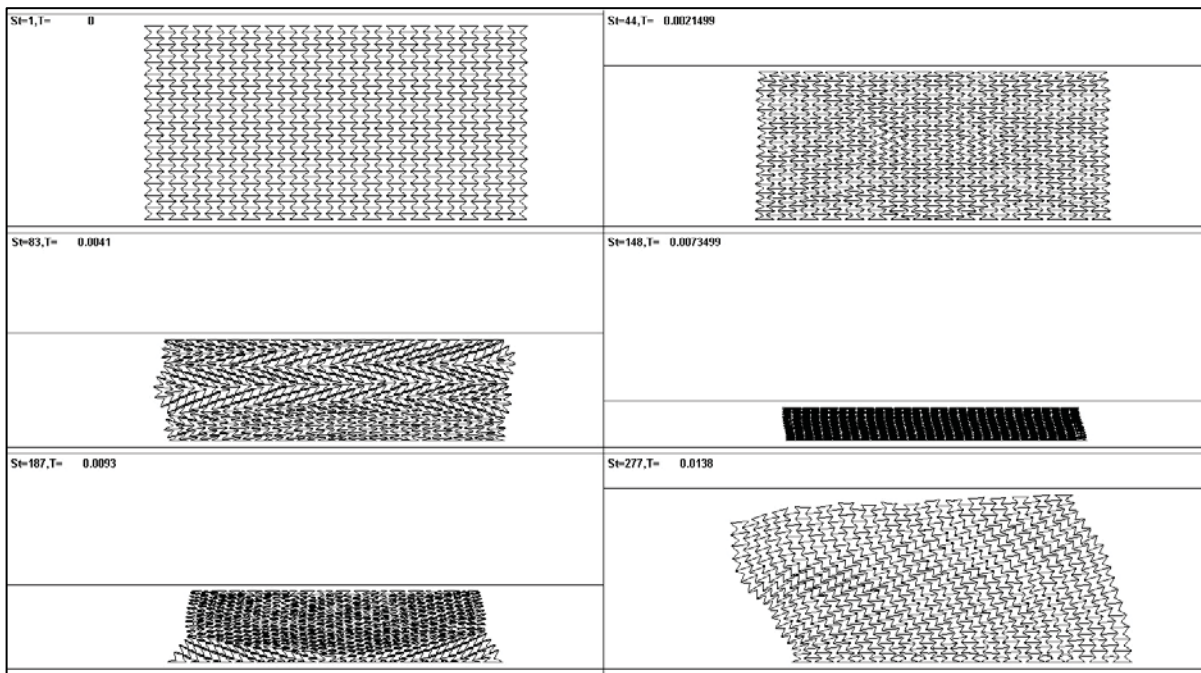 St=1,T= 0
St=44,T= 0.0021499
St=83,T= 0.0041
St=148,T= 0.0073499
St=187,T= 0.0093
St=277,T= 0.0138